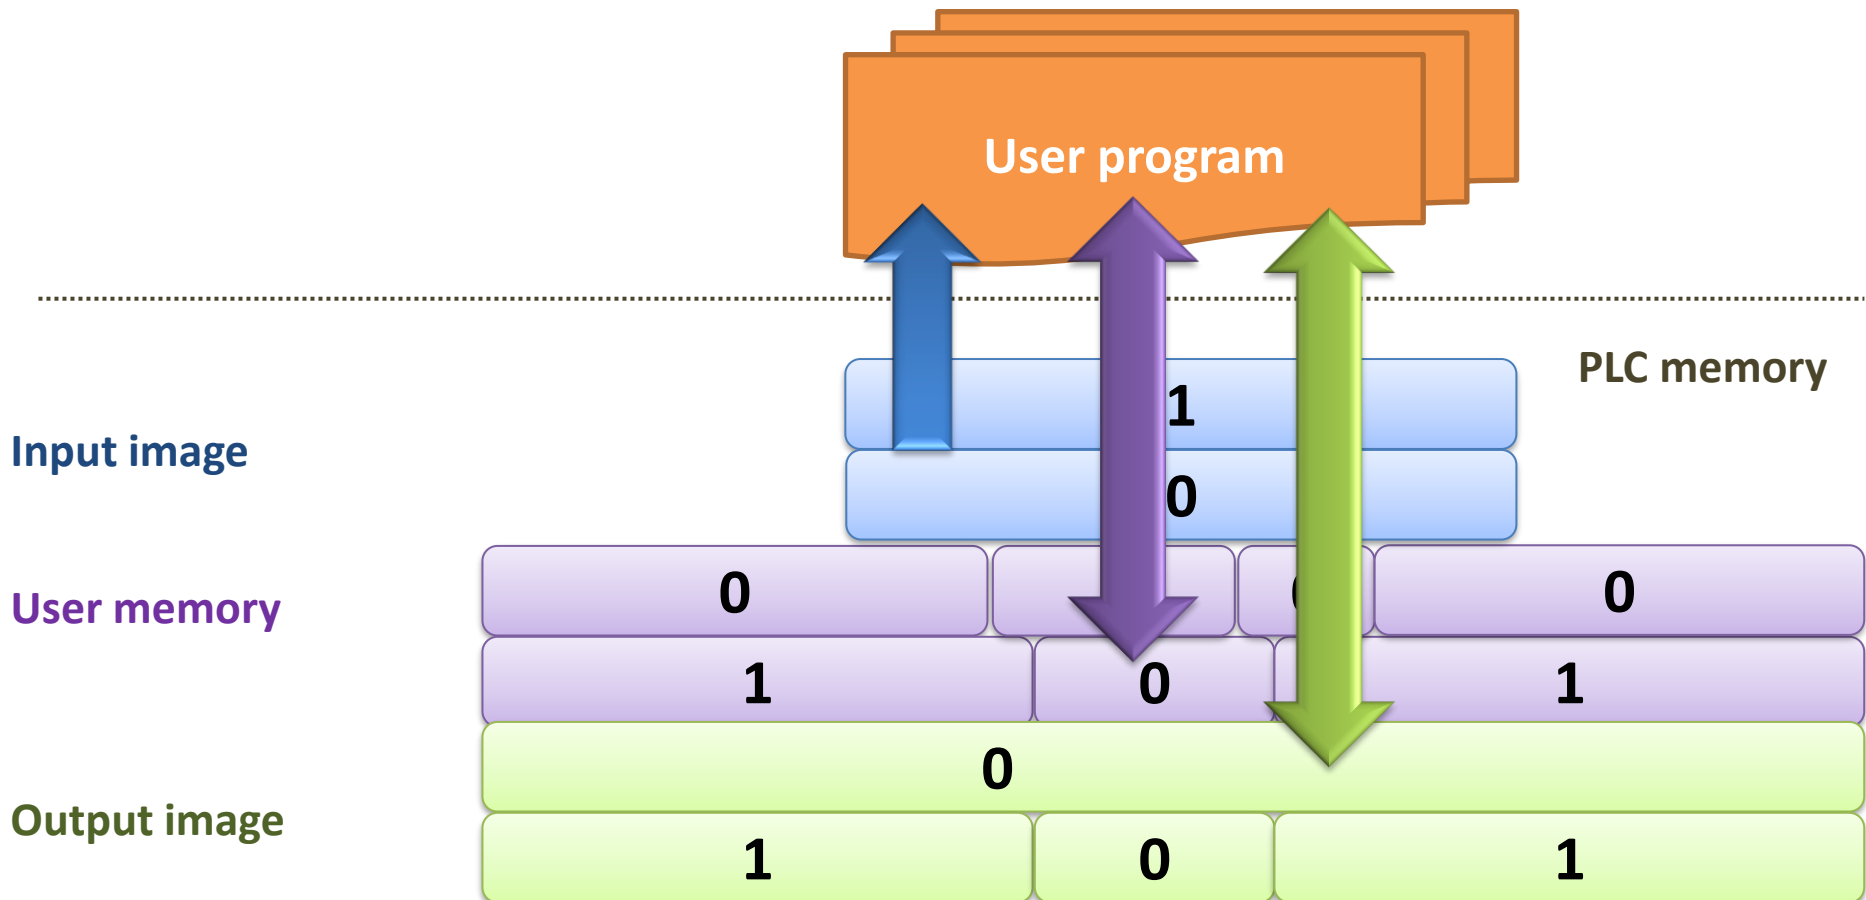 User program
PLC memory
1
Input image
0
0 0
User memory
1 0 1
0
Output image
1 0 1